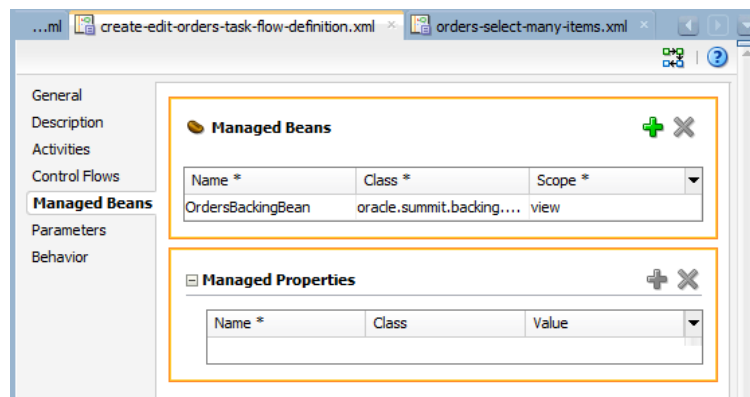 ...ml create-edit-orders-task-flow-definition.xml orders-select-many-items.xml
General
Description
Activities
Control Flows
Managed Beans
Parameters
Behavior
Managed Beans
Name * Class * Scope *
OrdersBackingBean oracle.summit.backing.... view
Managed Properties
Name * Class Value